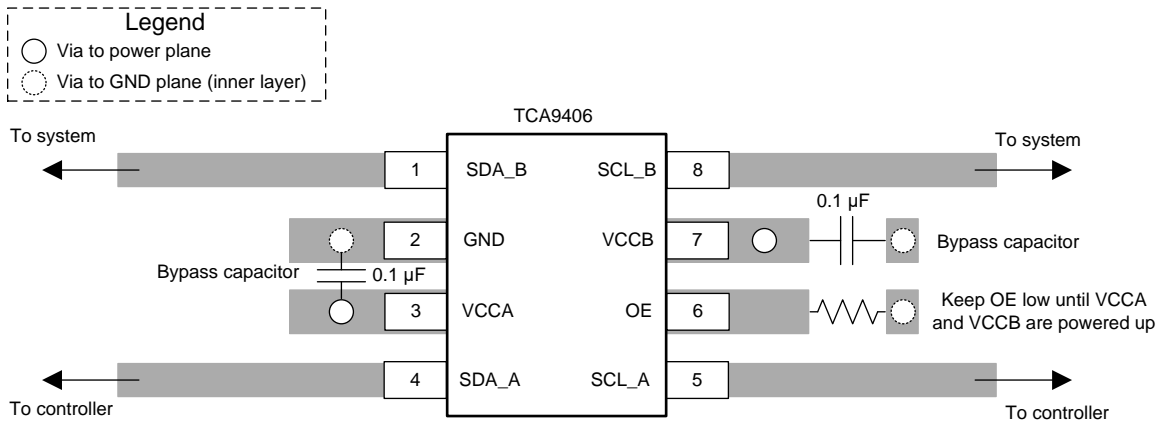 Legend
Via to power plane
Via to GND plane (inner layer)
TCA9406
To system
To system
1
SDA_B
SCL_B
8
0.1 µF
2
GND
VCCB
7
Bypass capacitor
Bypass capacitor
0.1 µF
3
VCCA
OE
6
Keep OE low until VCCA
and VCCB are powered up
4
SDA_A
SCL_A
5
To controller
To controller